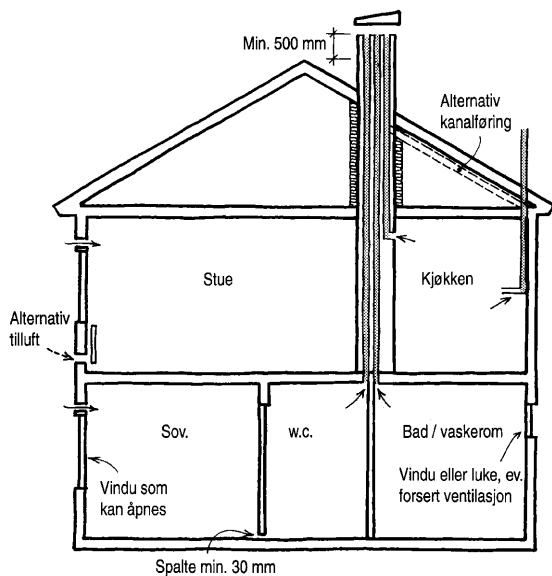 Min. 500 mm
Alternativ
kanalføring
Stue
Kjøkken
Alternativ
tilluft
Sov.
w.c.
Bad / vaskerom
Vindu som
kan åpnes
Vindu eller luke, ev.
forsert ventilasjon
Spalte min. 30 mm